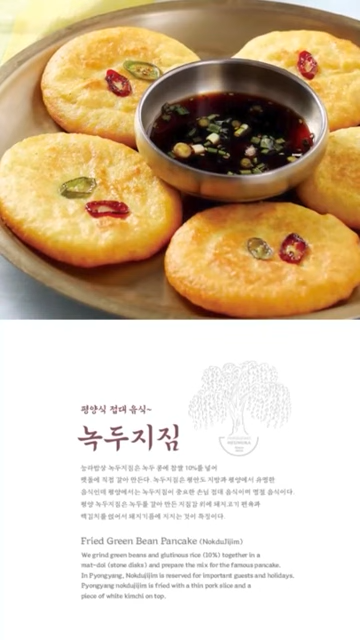 평양식 접대 음식~
녹두지짐
능라밥상 녹두지짐은 녹두 콩에 찹쌀 10%를 넣어
맷돌에 직접 갈아 만든다. 녹두지짐은 평안도 지방과 평양에서 유명한
음식인데 평양에서는 녹두지짐이 중요한 손님 접대 음식이며 명절 음식이다.
평양 녹두지짐은 녹두를 갈아 만든 지짐감 위에 돼지고기 편육과
백김치를 얹어서 돼지기름에 지지는 것이 특징이다.
Fried Green Bean Pancake (NokduJijim)
We grind green beans and glutinous rice (10%) together in a
mat-dol (stone disks) and prepare the mix for the famous pancake.
In Pyengyang, Nokdujijim is reserved for important guests and holidays.
Pyongyang nokdujijim is fried with a thin pork slice and a
piece of white kimchi on top.